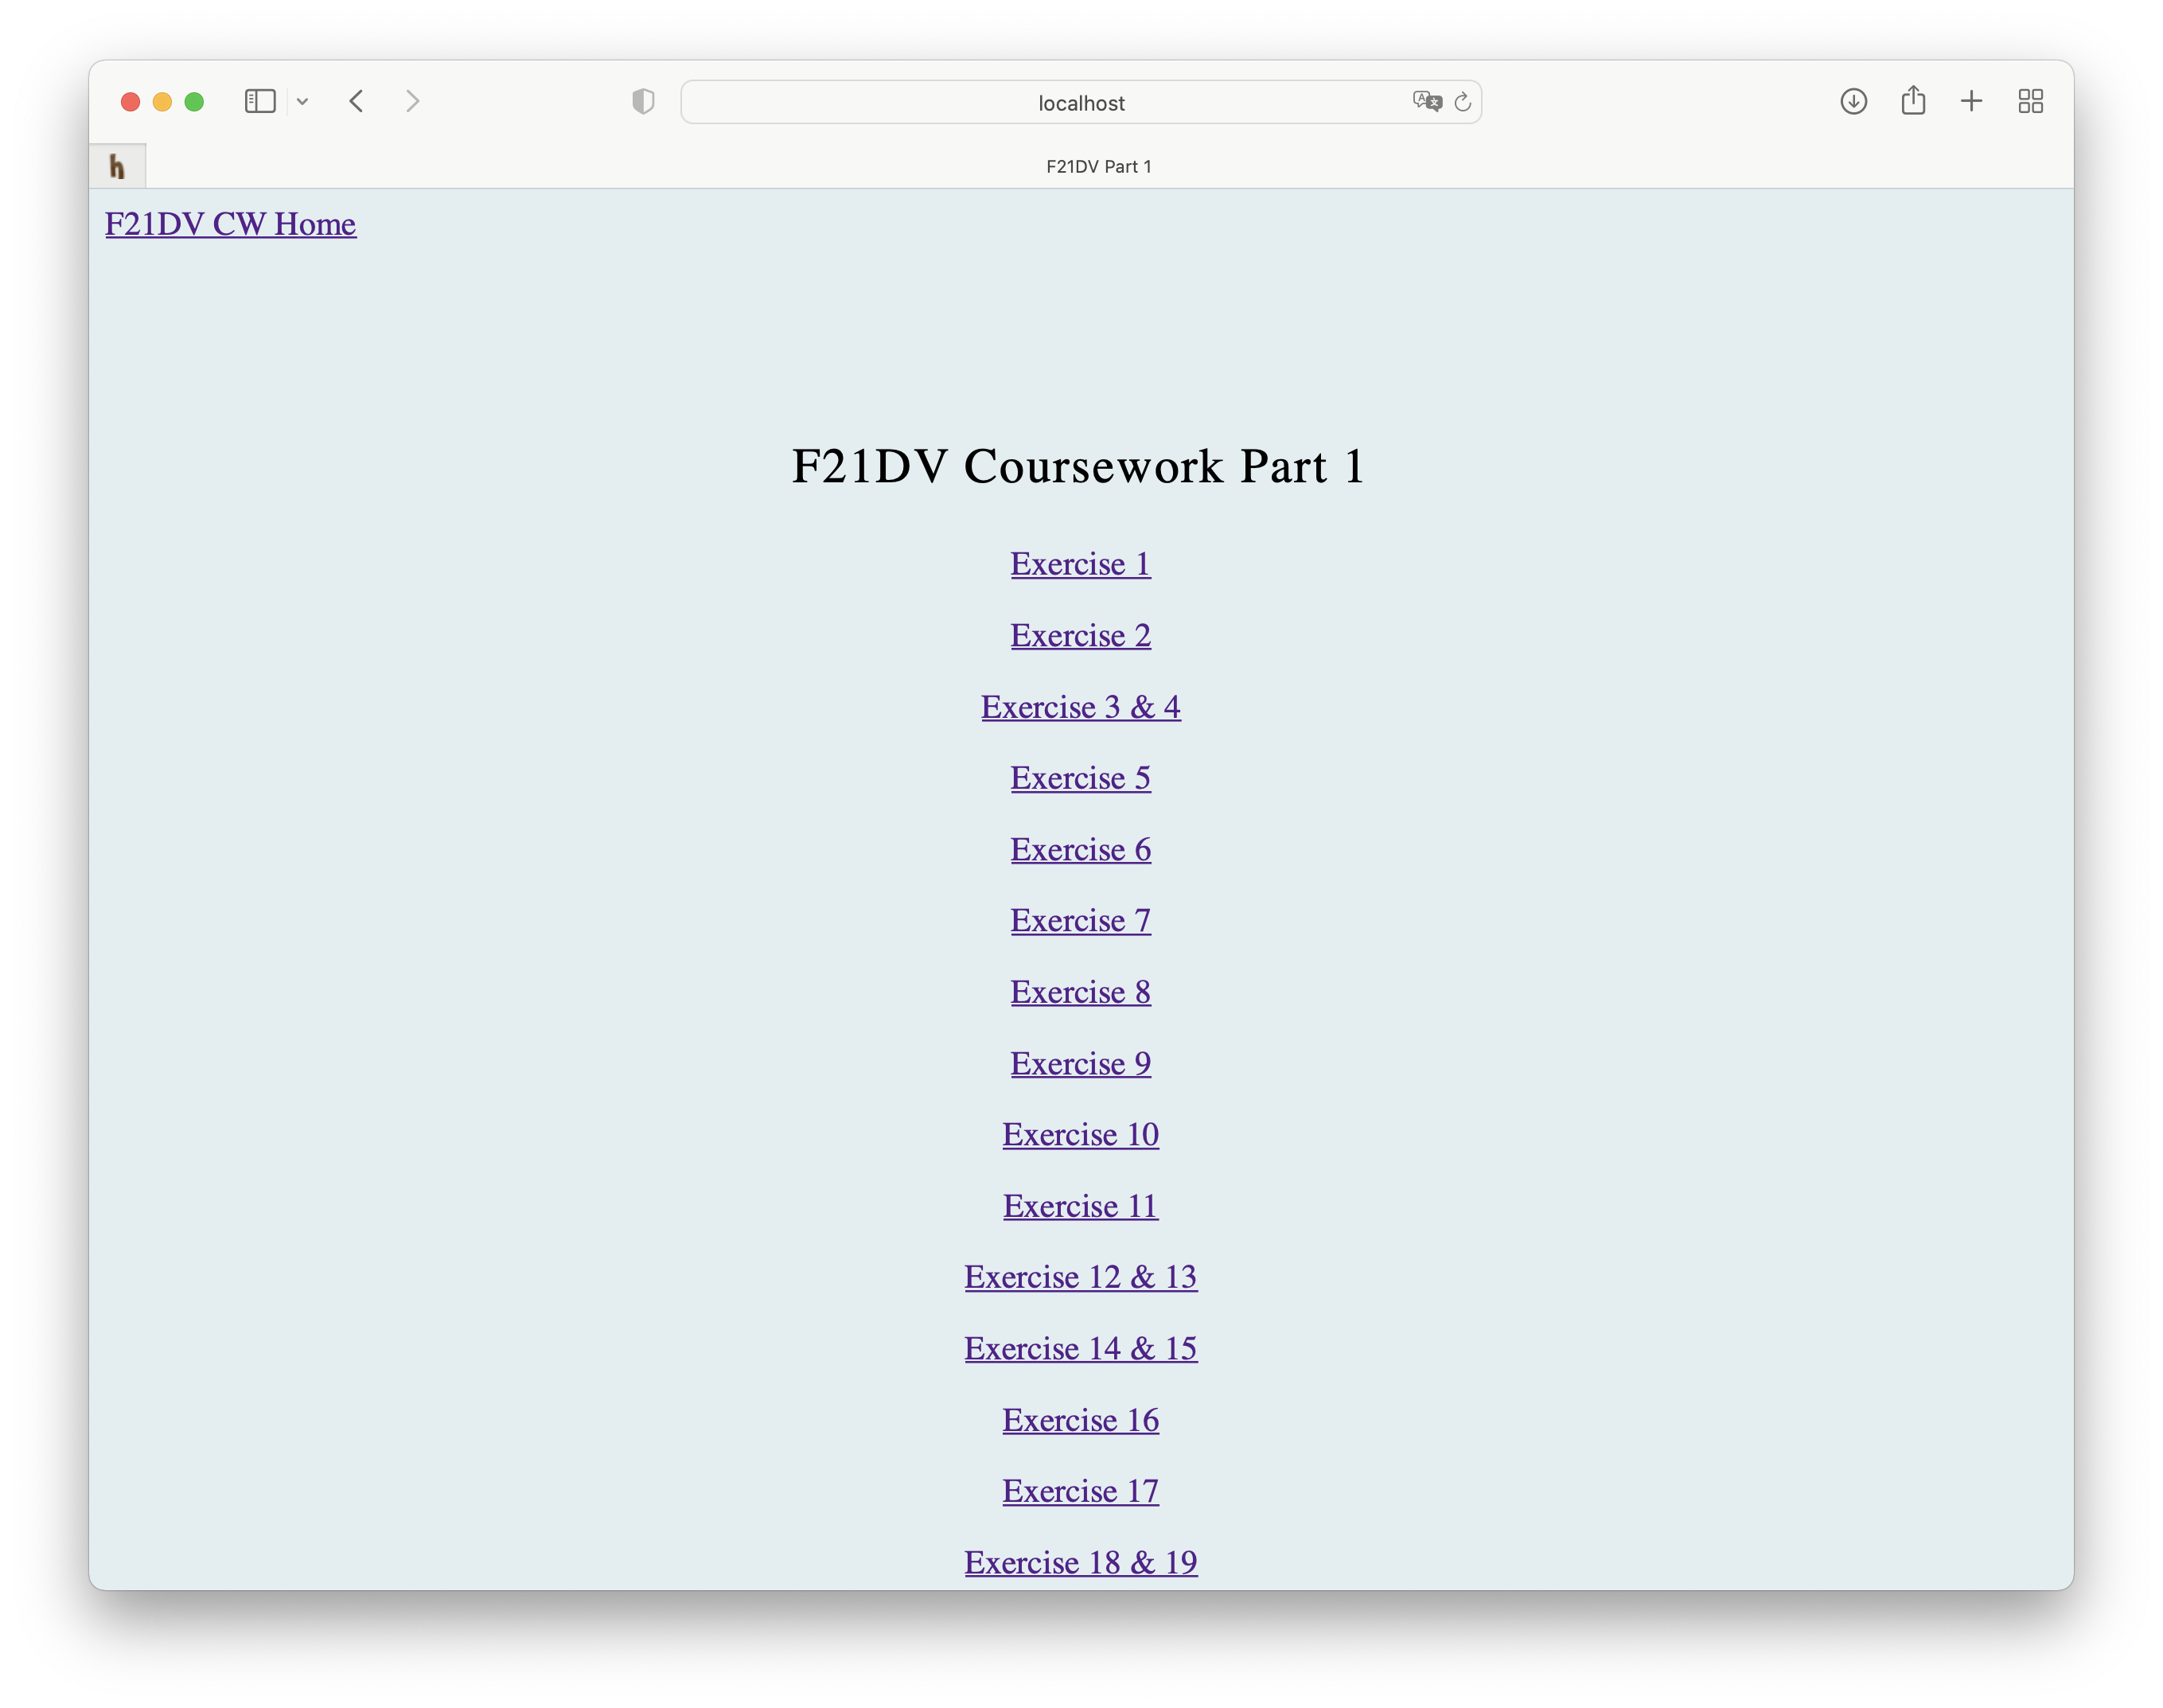 localhost
h
F21DV Part 1
F21DV CW Home
F21DV Coursework Part 1
Exercise 1
Exercise 2
Exercise 3 & 4
Exercise 5
Exercise 6
Exercise 7
Exercise 8
Exercise 9
Exercise 10
Exercise 11
Exercise 12 & 13
Exercise 14 & 15
Exercise 16
Exercise 17
Exercise 18 & 19